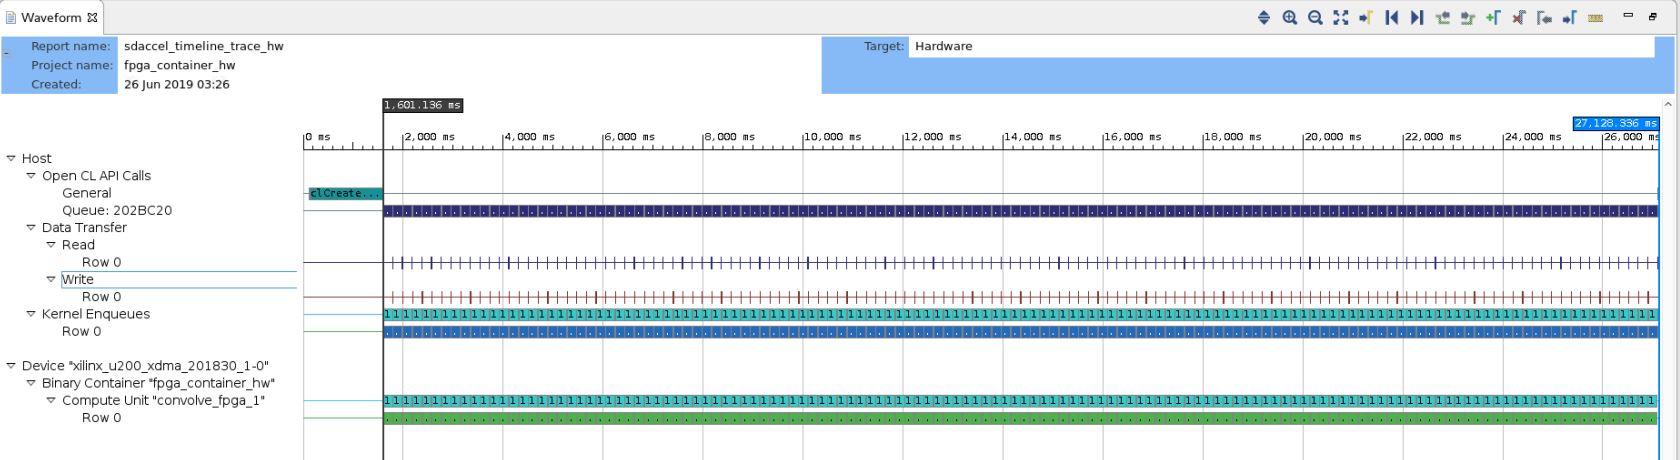 Waveform
Report name: sdaccel_timeline_trace_hw
Target: Hardware
Project name: fpga_container_hw
Created: 26 Jun 2019 03:26
1,601.136 ms
27,128.336 ms
0 ms 2,000 ms 4,000 ms 6,000 ms 8,000 ms 10,000 ms 12,000 ms 14,000 ms 16,000 ms 18,000 ms 20,000 ms 22,000 ms 24,000 ms 26,000 ms
Host
Open CL API Calls
General clCreate...
Queue: 202BC20
Data Transfer
Read
Row 0
Write
Row 0
Kernel Enqueues
Row 0
Device "xilinx_u200_xdma_201830_1-0"
Binary Container "fpga_container_hw"
Compute Unit "convolve_fpga_1"
Row 0